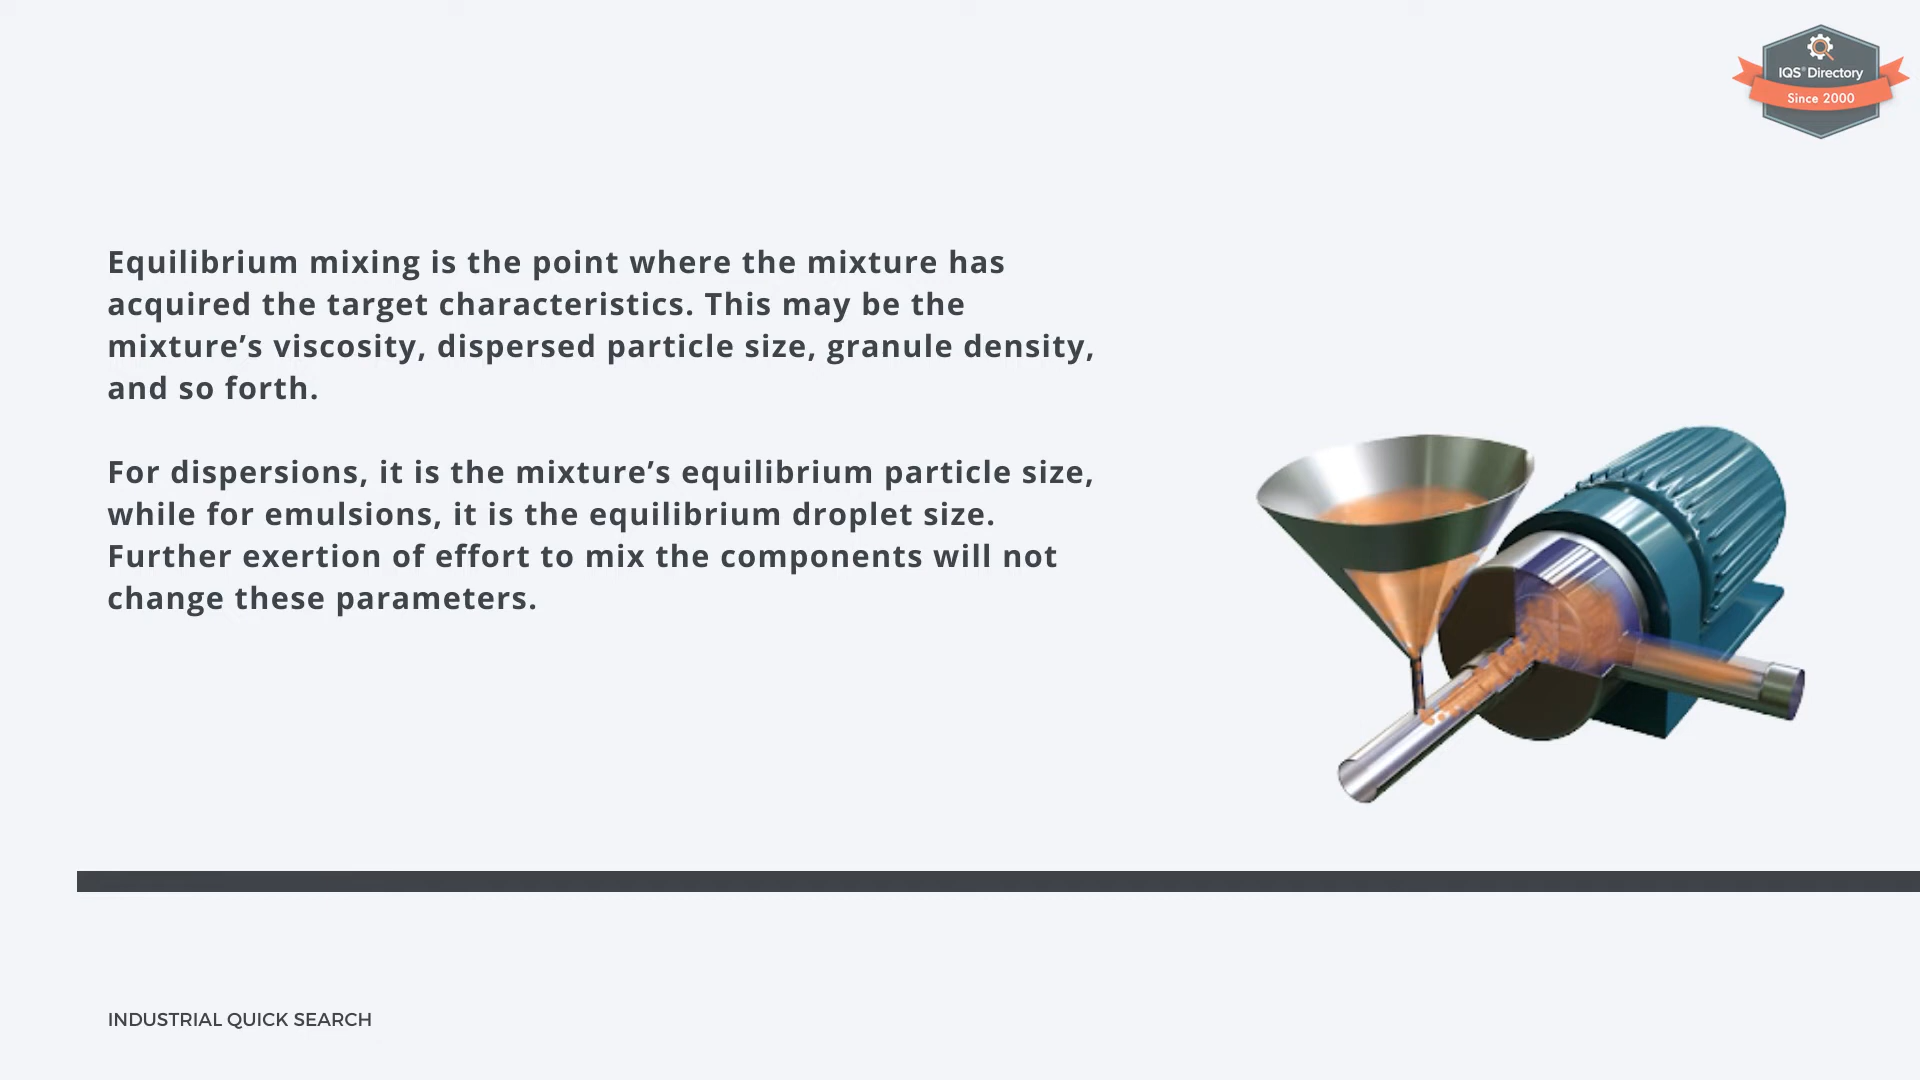 IQS® Directory
Since 2000
Equilibrium mixing is the point where the mixture has
acquired the target characteristics. This may be the
mixture’s viscosity, dispersed particle size, granule density,
and so forth.
For dispersions, it is the mixture’s equilibrium particle size,
while for emulsions, it is the equilibrium droplet size.
Further exertion of effort to mix the components will not
change these parameters.
INDUSTRIAL QUICK SEARCH